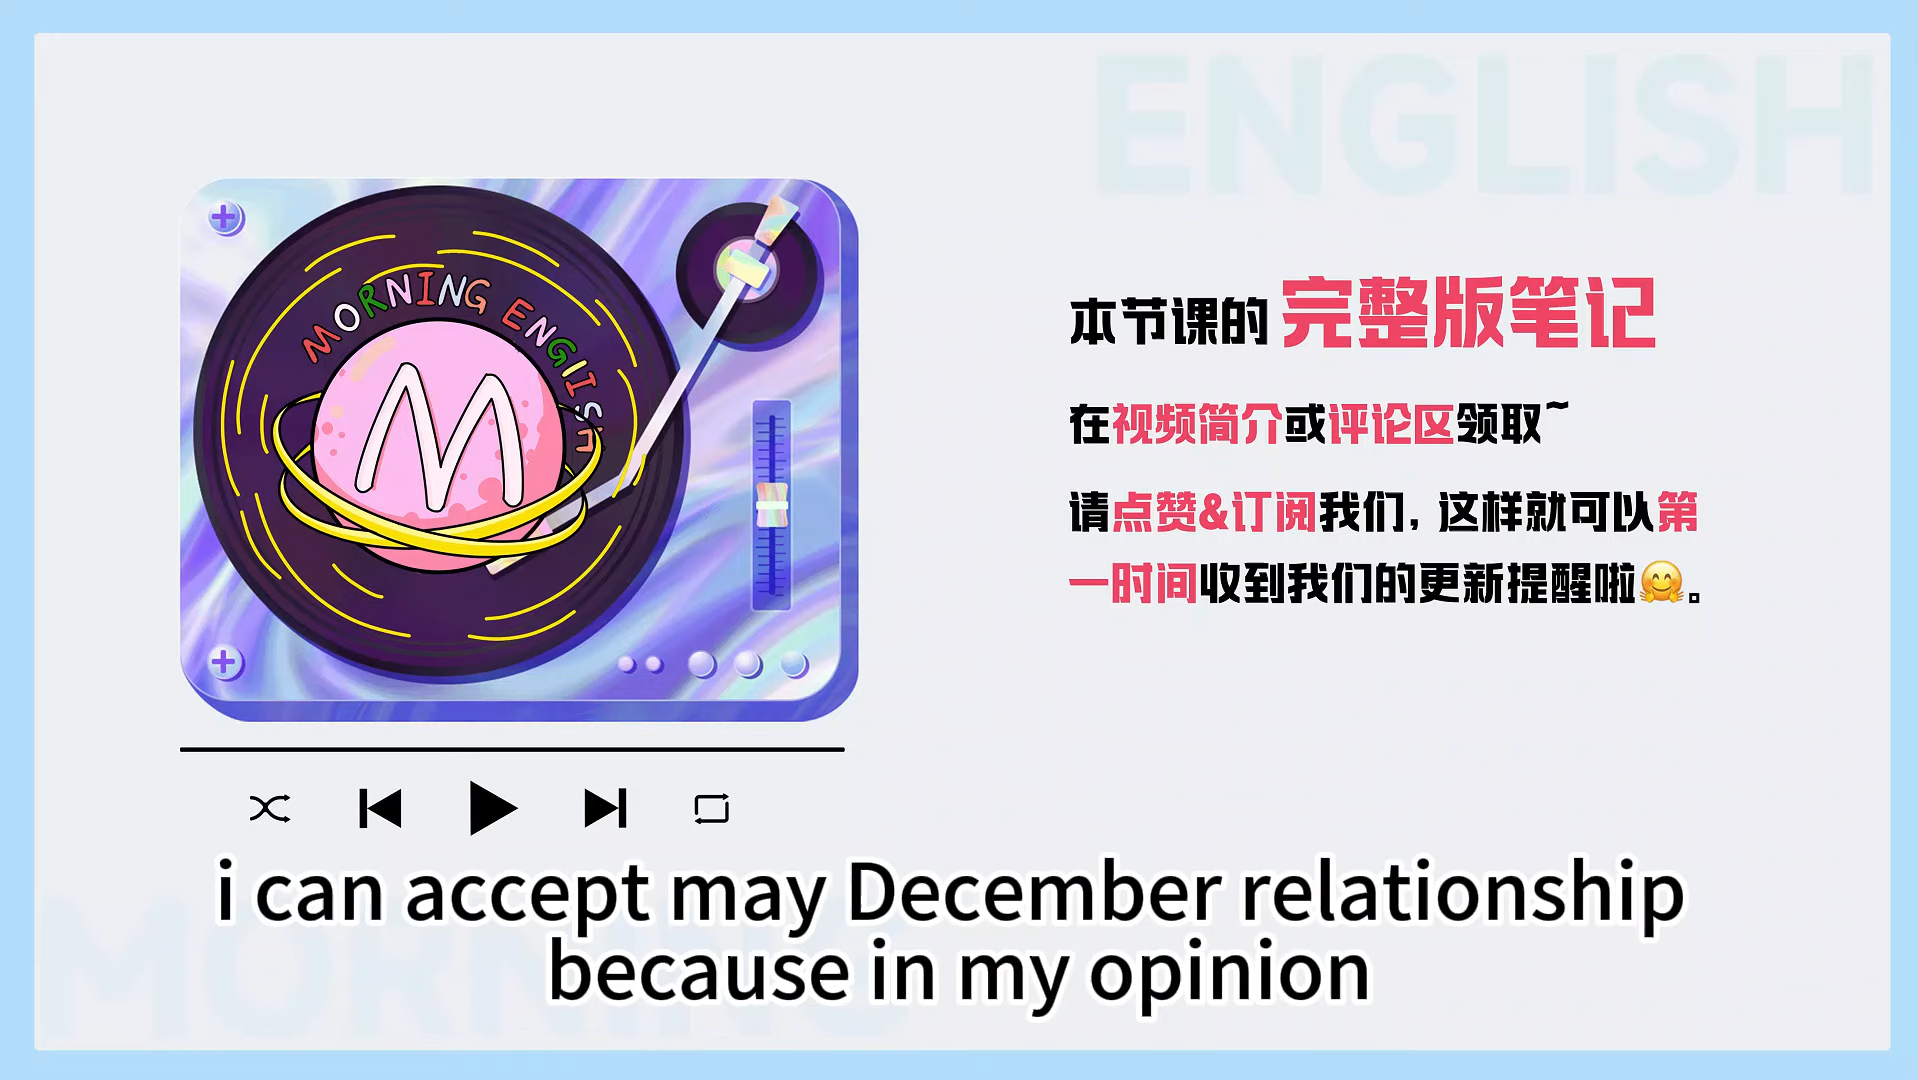 ENGLISH
MORNING ENGLISH
M
本节课的 完整版笔记
在视频简介或评论区领取~
请点赞&订阅我们，这样就可以第
一时间收到我们的更新提醒啦🤗。
MORNING
i can accept may December relationship
because in my opinion